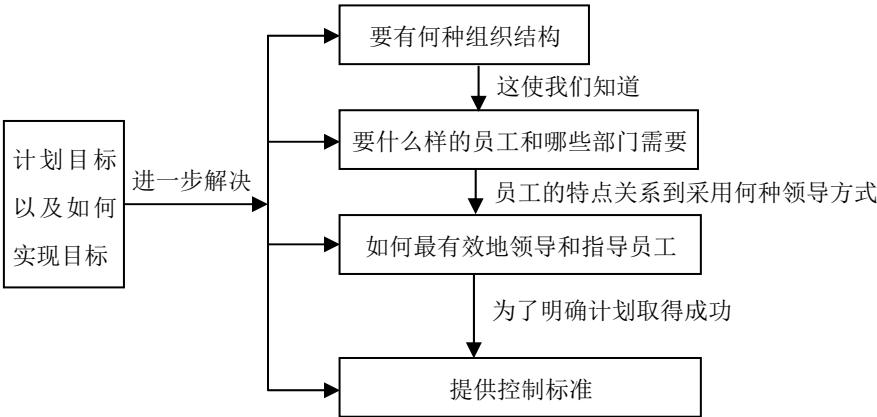 要有何种组织结构
这使我们知道
要什么样的员工和哪些部门需要
计划目标
以及如何
实现目标
进一步解决
员工的特点关系到采用何种领导方式
如何最有效地领导和指导员工
为了明确计划取得成功
提供控制标准